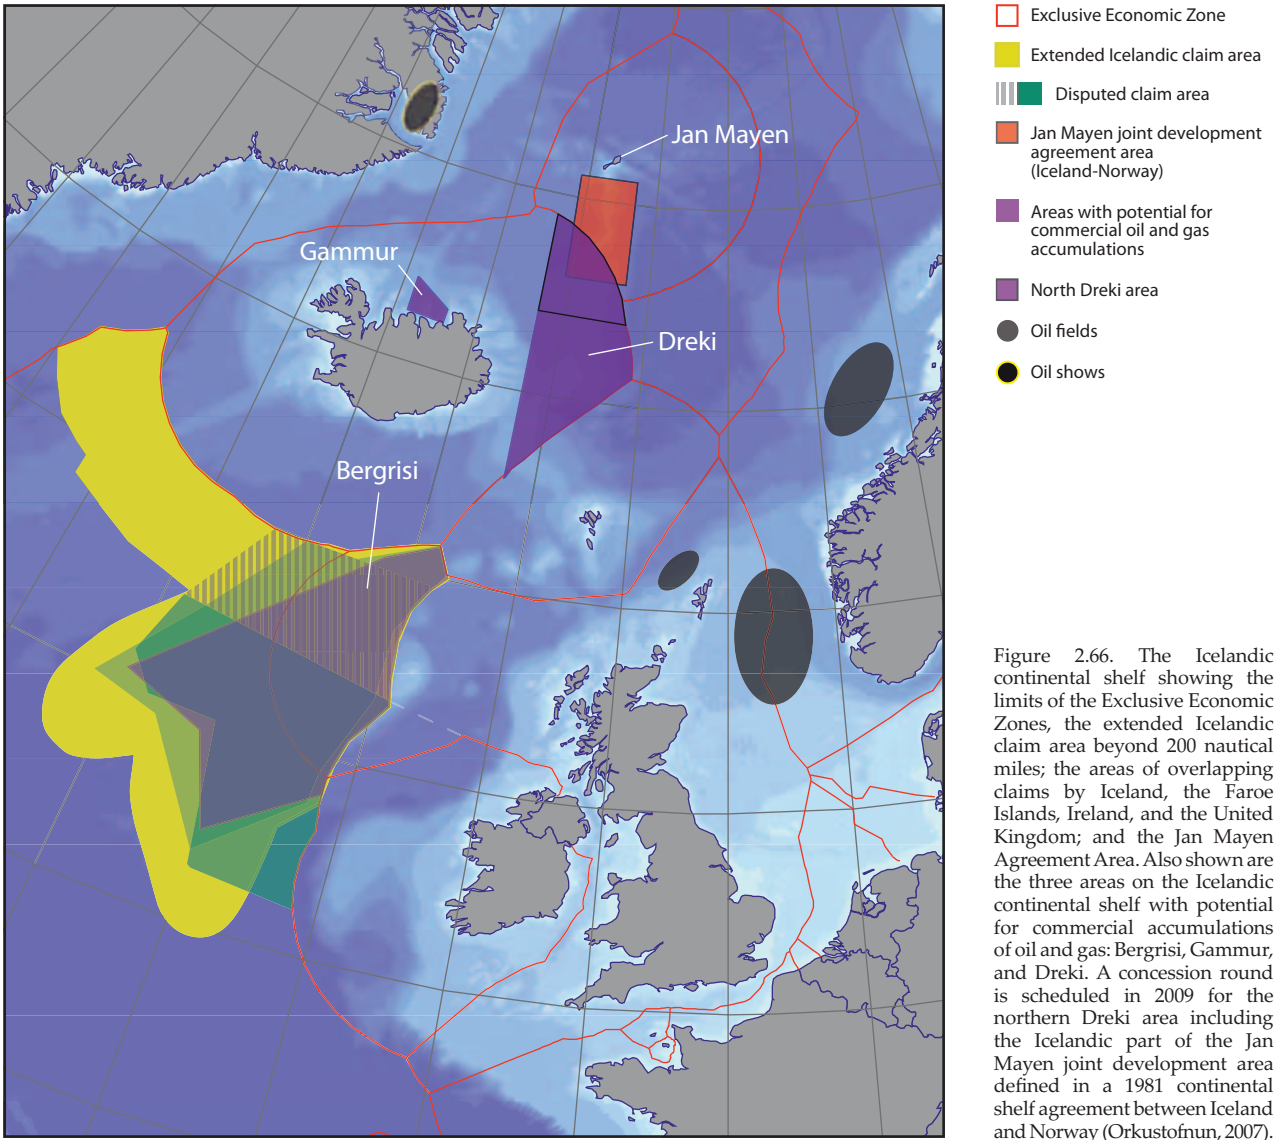 Exclusive Economic Zone
Extended Icelandic claim area
Disputed claim area
Jan Mayen joint development
agreement area
(Iceland-Norway)
Areas with potential for
commercial oil and gas
accumulations
North Dreki area
Oil fields
Oil shows
Jan Mayen
Gammur
Dreki
Bergrisi
Figure 2.66. The Icelandic
continental shelf showing the
limits of the Exclusive Economic
Zones, the extended Icelandic
claim area beyond 200 nautical
miles; the areas of overlapping
claims by Iceland, the Faroe
Islands, Ireland, and the United
Kingdom; and the Jan Mayen
Agreement Area. Also shown are
the three areas on the Icelandic
continental shelf with potential
for commercial accumulations
of oil and gas: Bergrisi, Gammur,
and Dreki. A concession round
is scheduled in 2009 for the
northern Dreki area including
the Icelandic part of the Jan
Mayen joint development area
defined in a 1981 continental
shelf agreement between Iceland
and Norway (Orkustofnun, 2007).